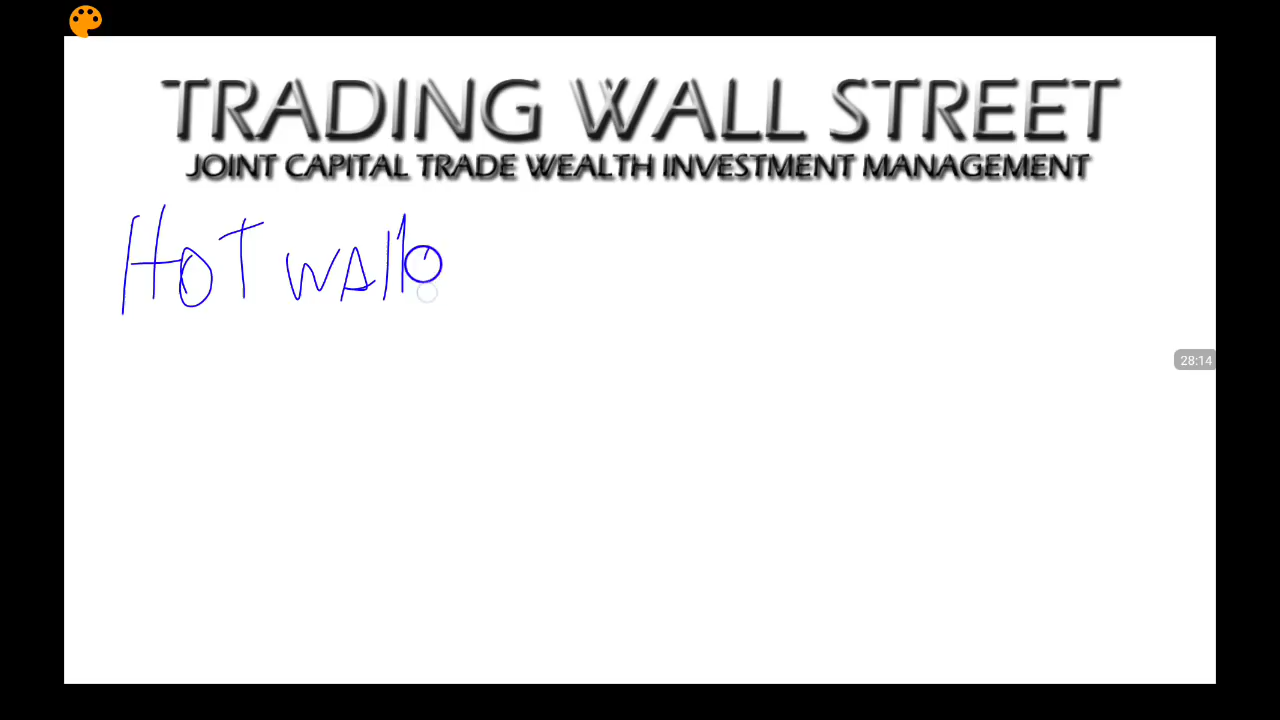 TRADING WALL STREET
JOINT CAPITAL TRADE WEALTH INVESTMENT MANAGEMENT
HOT Wall
28:14